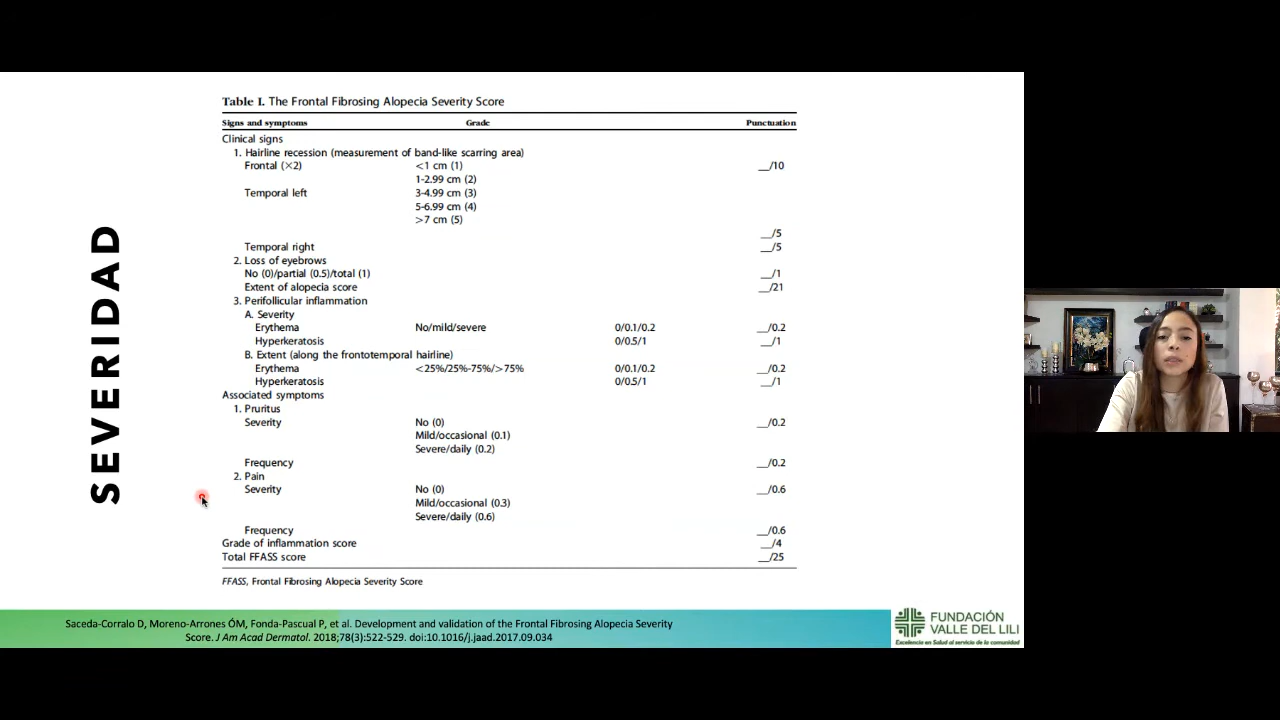 SEVERIDAD
Table I. The Frontal Fibrosing Alopecia Severity Score
Signs and symptoms Grade Punctuation
Clinical signs
1. Hairline recession (measurement of band-like scarring area)
Frontal (×2) <1 cm (1) __/10
1-2.99 cm (2)
Temporal left 3-4.99 cm (3)
5-6.99 cm (4)
>7 cm (5)
__/5
Temporal right __/5
2. Loss of eyebrows
No (0)/partial (0.5)/total (1) __/1
Extent of alopecia score __/21
3. Perifollicular inflammation
A. Severity
Erythema No/mild/severe 0/0.1/0.2 __/0.2
Hyperkeratosis 0/0.5/1 __/1
B. Extent (along the frontotemporal hairline)
Erythema <25%/25%-75%/>75% 0/0.1/0.2 __/0.2
Hyperkeratosis 0/0.5/1 __/1
Associated symptoms
1. Pruritus
Severity No (0) __/0.2
Mild/occasional (0.1)
Severe/daily (0.2)
Frequency __/0.2
2. Pain
Severity No (0) __/0.6
Mild/occasional (0.3)
Severe/daily (0.6)
Frequency __/0.6
Grade of inflammation score __/4
Total FFASS score __/25
FFASS, Frontal Fibrosing Alopecia Severity Score
Saceda-Corralo D, Moreno-Arrones ÓM, Fonda-Pascual P, et al. Development and validation of the Frontal Fibrosing Alopecia Severity
Score. J Am Acad Dermatol. 2018;78(3):522-529. doi:10.1016/j.jaad.2017.09.034
FUNDACIÓN
VALLE DEL LILI
Excelencia en Salud al servicio de la comunidad